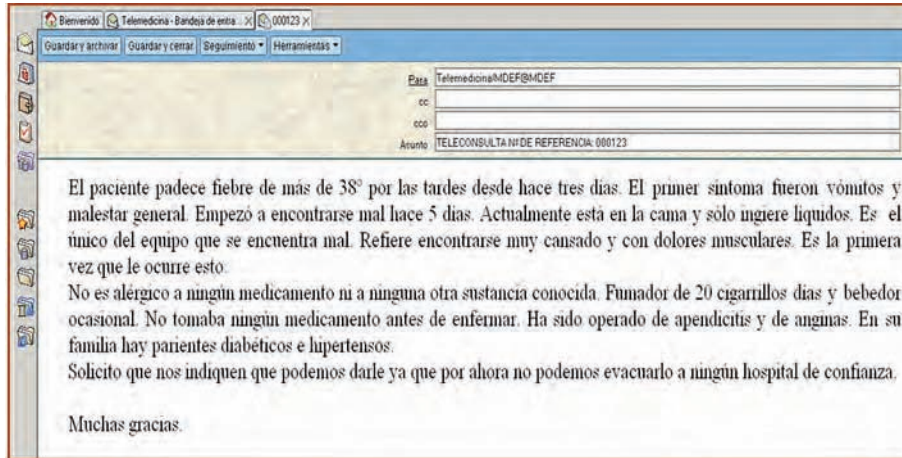 Bienvenido Telemedicina - Bandeja de entra... 000123
Guardar y archivar Guardar y cerrar Seguimiento Herramientas
Para Telemedicina/MDEF@MDEF
cc
cco
Asunto TELECONSULTA Nº DE REFERENCIA: 000123
El paciente padece fiebre de más de 38° por las tardes desde hace tres días. El primer síntoma fueron vómitos y
malestar general. Empezó a encontrarse mal hace 5 días. Actualmente está en la cama y sólo ingiere líquidos. Es el
único del equipo que se encuentra mal. Refiere encontrarse muy cansado y con dolores musculares. Es la primera
vez que le ocurre esto.
No es alérgico a ningún medicamento ni a ninguna otra sustancia conocida. Fumador de 20 cigarrillos días y bebedor
ocasional. No tomaba ningún medicamento antes de enfermar. Ha sido operado de apendicitis y de anginas. En su
familia hay parientes diabéticos e hipertensos.
Solicito que nos indiquen que podemos darle ya que por ahora no podemos evacuarlo a ningún hospital de confianza.
Muchas gracias.